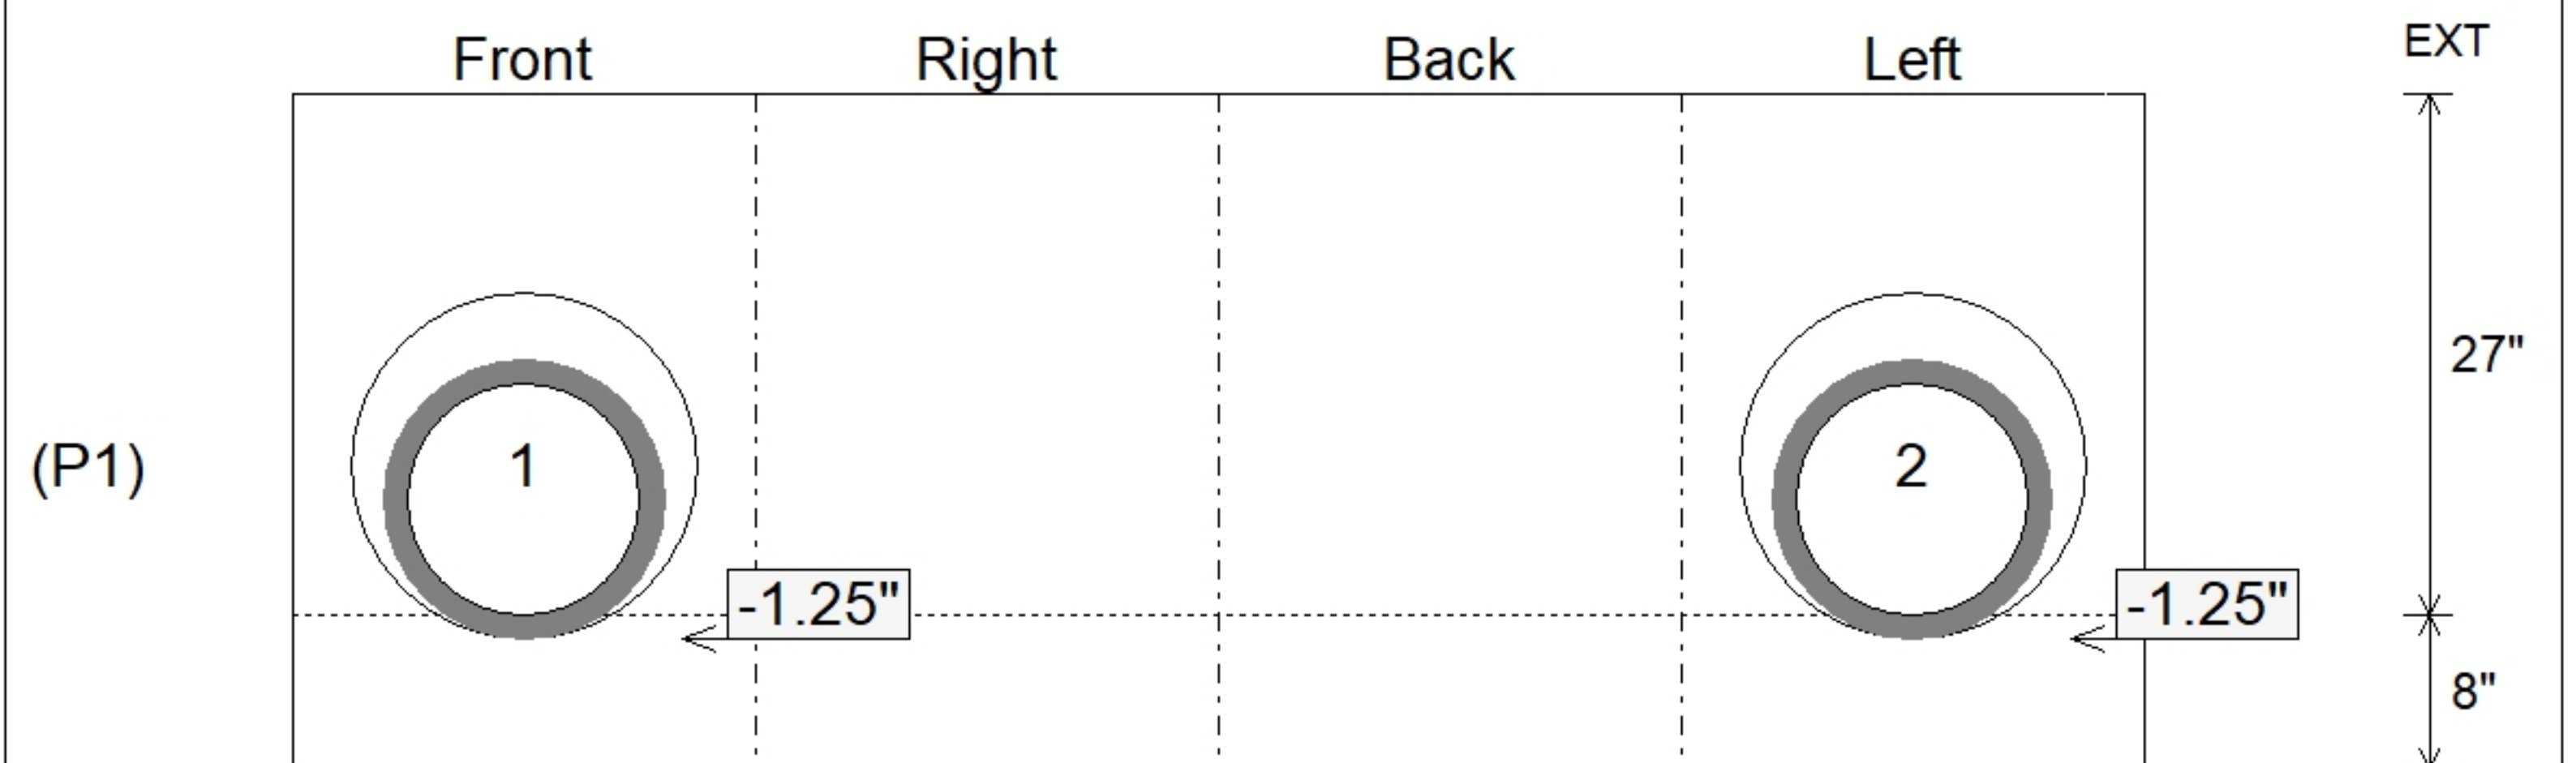 Front Right Back Left EXT
27"
(P1) 1 2
-1.25" -1.25"
8"